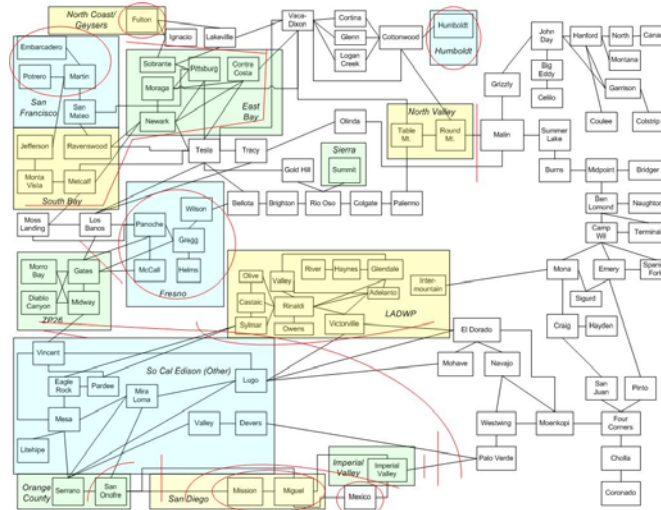 North Coast/
Geysers
Fulton
Ignacio
Lakeville
Vaca-
Dixon
Cortina
Glenn
Logan
Creek
Cottonwood
Humboldt
Humboldt
John
Day
Hanford
North
Montana
Big
Eddy
Celilo
Garrison
Coulee
Colstrip
Grizzly
Embarcadero
Potrero
Martin
San
Francisco
San
Mateo
Sobrante
Pittsburg
Contra
Costa
Moraga
East
Bay
Newark
North Valley
Table
Mt.
Round
Mt.
Malin
Summer
Lake
Burns
Midpoint
Bridger
Jefferson
Ravenswood
Monta
Vista
Metcalf
South Bay
Tesla
Tracy
Olinda
Gold Hill
Sierra
Summit
Bellota
Brighton
Rio Oso
Colgate
Palermo
Ben
Lomond
Naughton
Camp
Will
Terminal
Moss
Landing
Los
Banos
Panoche
Wilson
Gregg
McCall
Helms
Fresno
Morro
Bay
Gates
Diablo
Canyon
Midway
ZP26
Olive
Valley
River
Haynes
Glendale
Castaic
Rinaldi
Adelanto
Inter-
mountain
Sylmar
Owens
Victorville
LADWP
Mona
Emery
Spanish
Fork
Sigurd
Craig
Hayden
San
Juan
Pinto
El Dorado
Mohave
Navajo
Westwing
Moenkopi
Four
Corners
Palo Verde
Cholla
Coronado
Vincent
Eagle
Rock
Pardee
So Cal Edison (Other)
Mira
Loma
Lugo
Mesa
Litehipe
Valley
Devers
Orange
County
Serrano
San
Onofre
San Diego
Mission
Miguel
Imperial
Valley
Imperial
Valley
Mexico